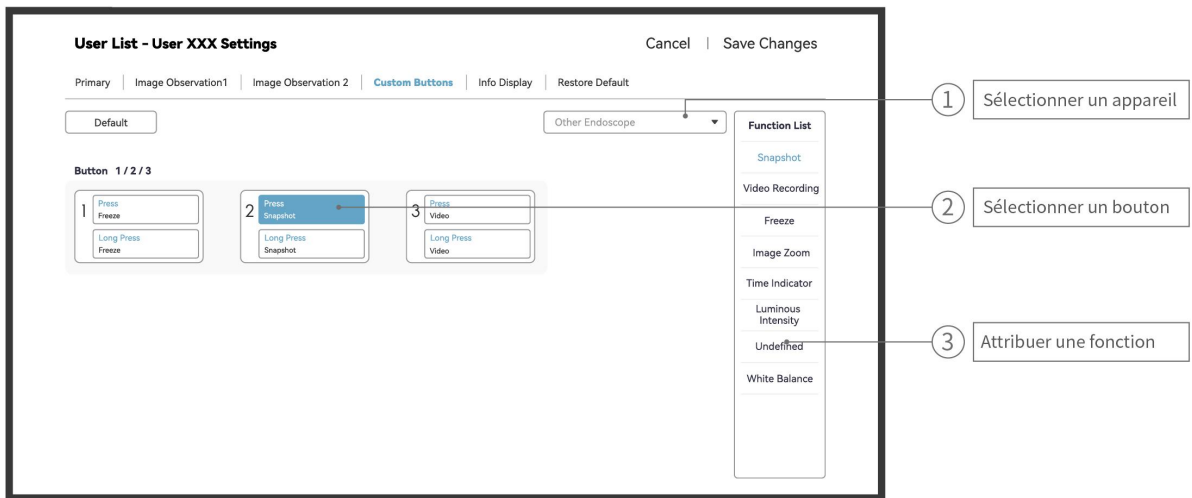 User List - User XXX Settings
Cancel | Save Changes
Primary | Image Observation1 | Image Observation 2 | Custom Buttons | Info Display | Restore Default
Default
Other Endoscope
Button 1 / 2 / 3
1
Press
Freeze
Long Press
Freeze
2
Press
Snapshot
Long Press
Snapshot
3
Press
Video
Long Press
Video
Function List
Snapshot
Video Recording
Freeze
Image Zoom
Time Indicator
Luminous
Intensity
Undefined
White Balance
1 Sélectionner un appareil
2 Sélectionner un bouton
3 Attribuer une fonction